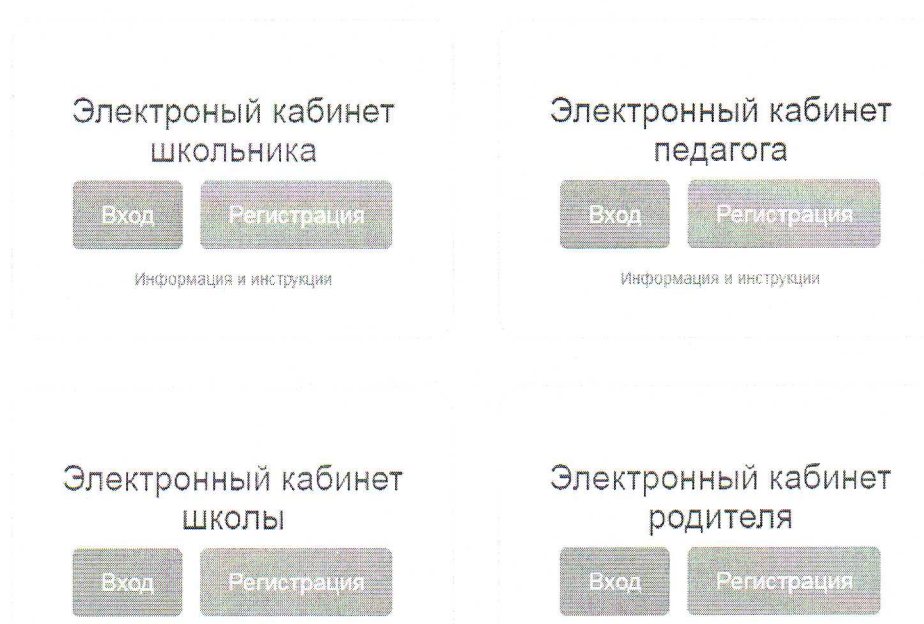 Электроный кабинет
школьника
Вход
Регистрация
Информация и инструкции
Электронный кабинет
педагога
Вход
Регистрация
Информация и инструкции
Электронный кабинет
школы
Вход
Регистрация
Электронный кабинет
родителя
Вход
Регистрация